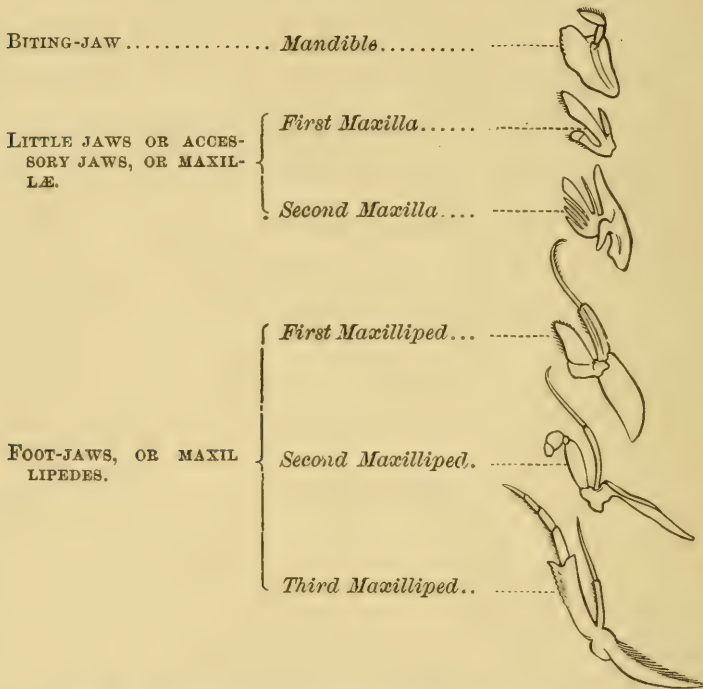 BITING-JAW .................. Mandible..........
LITTLE JAWS OR ACCES-
SORY JAWS, OR MAXIL-
LÆ.
First Maxilla......
Second Maxilla....
First Maxilliped...
FOOT-JAWS, OR MAXIL
LIPEDES.
Second Maxilliped.
Third Maxilliped..